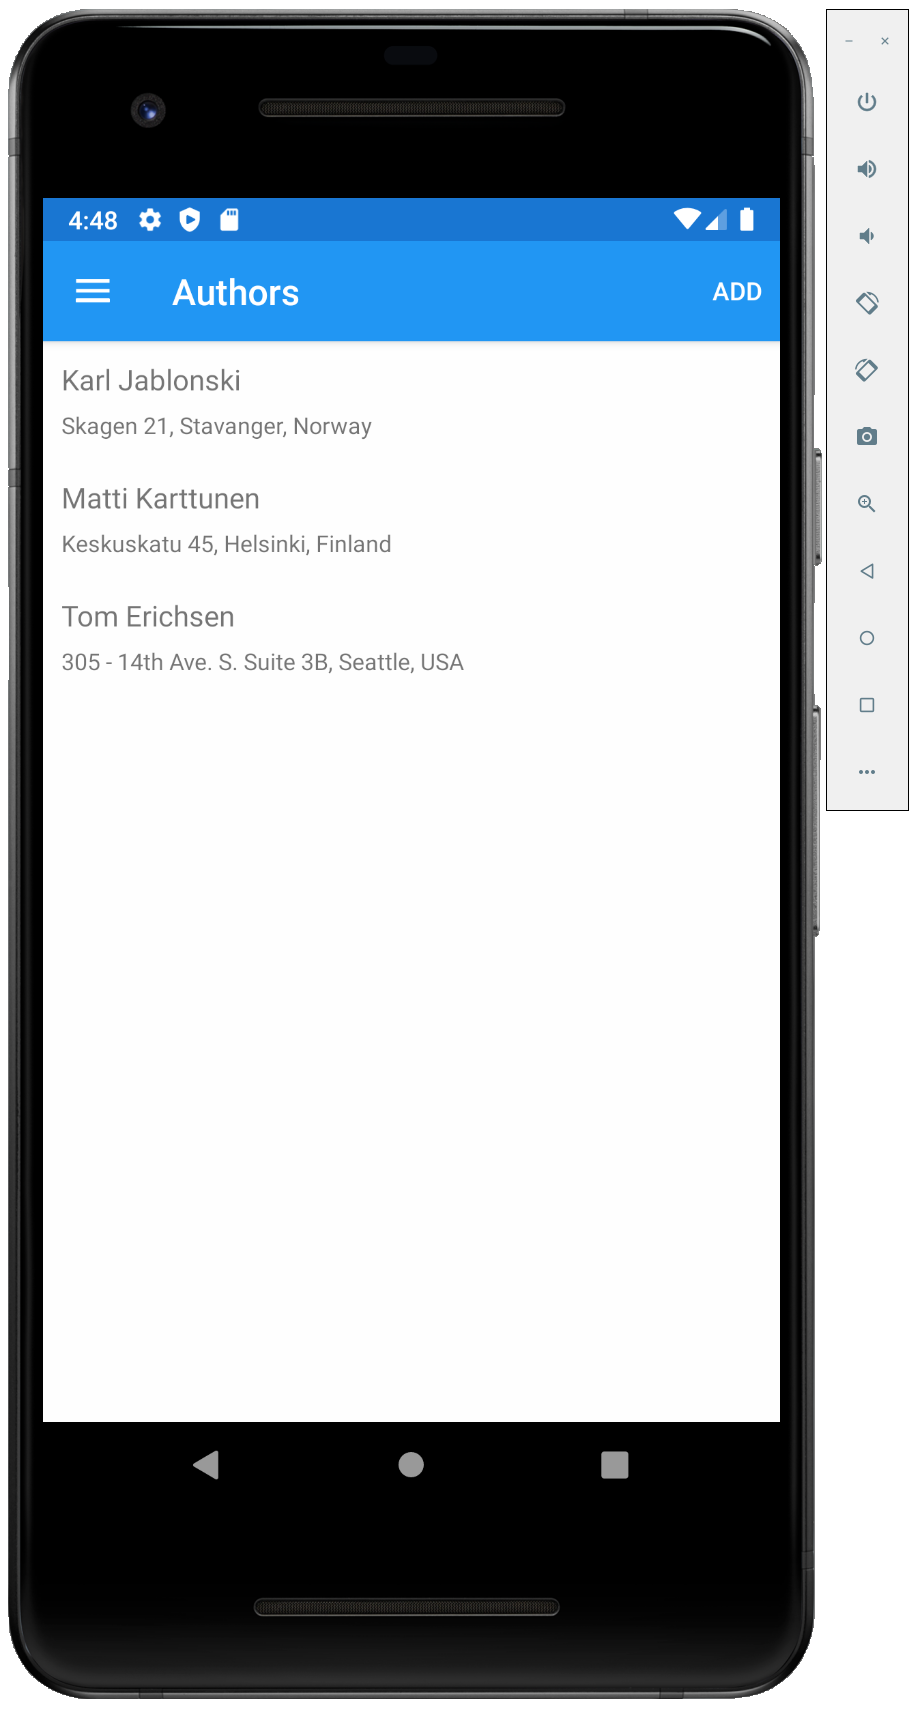 4:48
Authors
ADD
Karl Jablonski
Skagen 21, Stavanger, Norway
Matti Karttunen
Keskuskatu 45, Helsinki, Finland
Tom Erichsen
305 - 14th Ave. S. Suite 3B, Seattle, USA